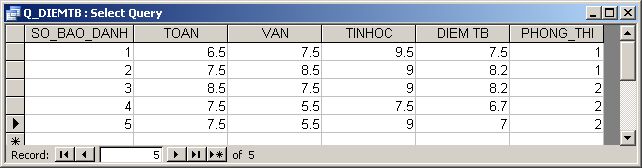 Q_DIEMTB : Select Query
SO_BAO_DANH TOAN VAN TINHOC DIEM TB PHONG_THI
1 6.5 7.5 9.5 7.5 1
2 7.5 8.5 9 8.2 1
3 8.5 7.5 9 8.2 2
4 7.5 5.5 7.5 6.7 2
5 7.5 5.5 9 7 2
Record: 5 of 5